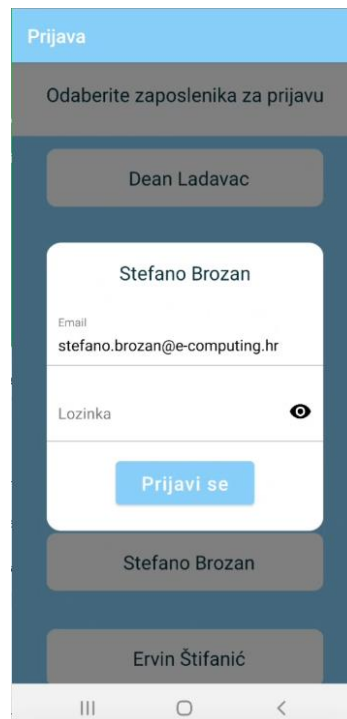 Prijava
Odaberite zaposlenika za prijavu
Dean Ladavac
Stefano Brozan
Email
stefano.brozan@e-computing.hr
Lozinka
Prijavi se
Stefano Brozan
Ervin Štifanić